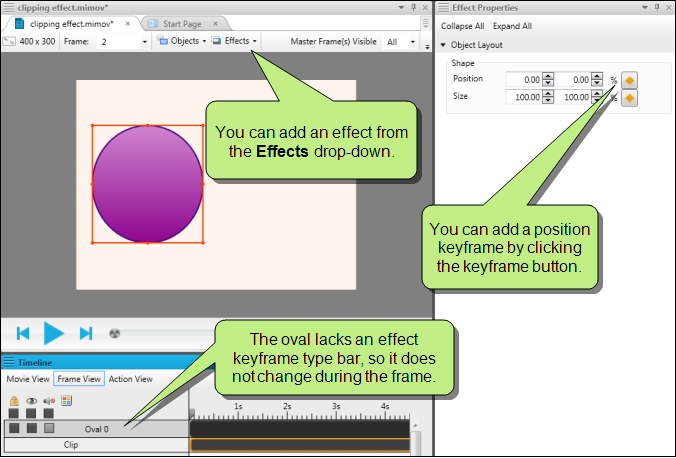 clipping effect.mimov*
clipping effect.mimov* × Start Page ×
400 x 300 Frame: 2 Objects Effects Master Frame(s) Visible All
You can add an effect from
the Effects drop-down.
Effect Properties
Collapse All Expand All
Object Layout
Shape
Position 0.00 0.00 %
Size 100.00 100.00 %
You can add a position
keyframe by clicking
the keyframe button.
The oval lacks an effect
keyframe type bar, so it does
not change during the frame.
Timeline
Movie View Frame View Action View
1s 2s 3s 4s
Oval 0
Clip